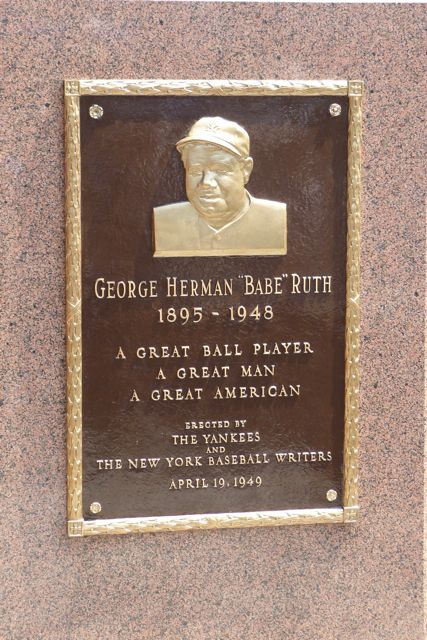 GEORGE HERMAN "BABE" RUTH
1895 - 1948
A GREAT BALL PLAYER
A GREAT MAN
A GREAT AMERICAN
ERECTED BY
THE YANKEES
AND
THE NEW YORK BASEBALL WRITERS
APRIL 19, 1949